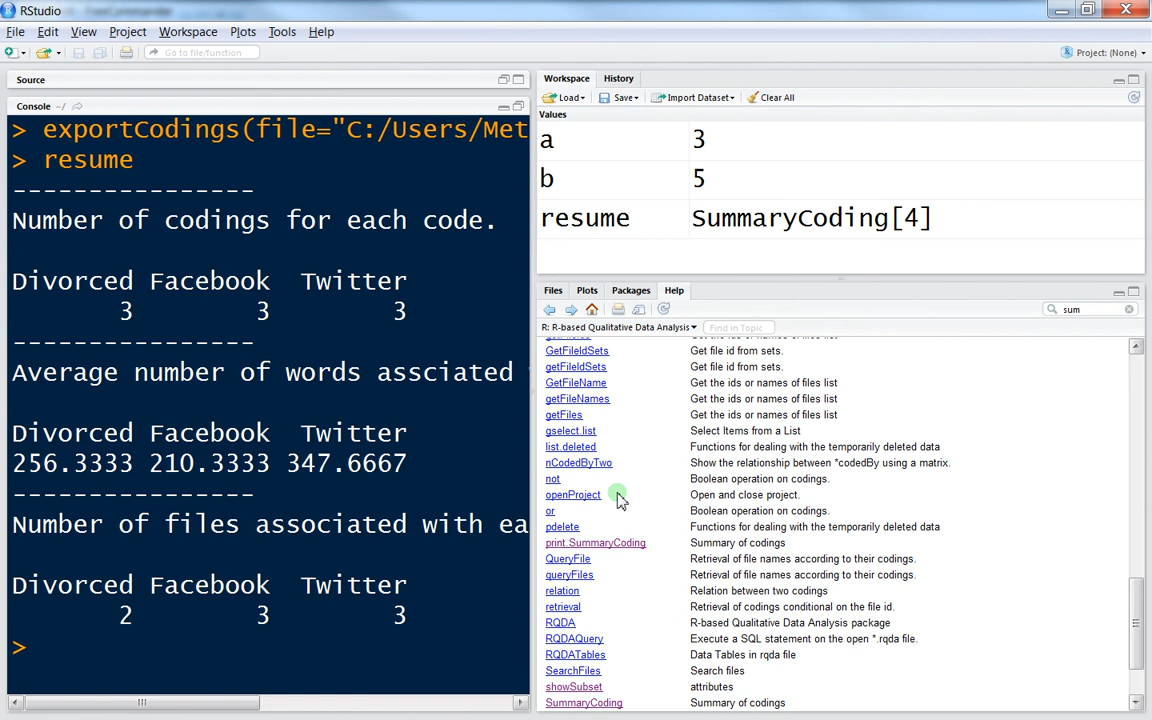 RStudio
File Edit View Project Workspace Plots Tools Help
Go to file/function
Project: (None)
Source
Console ~/
> exportCodings(file="C:/Users/Met
> resume
----------------
Number of codings for each code.
Divorced Facebook Twitter
3 3 3
----------------
Average number of words assciated
Divorced Facebook Twitter
256.3333 210.3333 347.6667
----------------
Number of files associated with ea
Divorced Facebook Twitter
2 3 3
>
Workspace History
Load Save Import Dataset Clear All
Values
a 3
b 5
resume SummaryCoding[4]
Files Plots Packages Help
sum
R: R-based Qualitative Data Analysis Find in Topic
GetFileIdSets Get file id from sets.
getFileIdSets Get file id from sets.
GetFileName Get the ids or names of files list
getFileNames Get the ids or names of files list
getFiles Get the ids or names of files list
gselect.list Select Items from a List
list.deleted Functions for dealing with the temporarily deleted data
nCodedByTwo Show the relationship between *codedBy using a matrix.
not Boolean operation on codings.
openProject Open and close project.
or Boolean operation on codings.
pdelete Functions for dealing with the temporarily deleted data
print.SummaryCoding Summary of codings
QueryFile Retrieval of file names according to their codings.
queryFiles Retrieval of file names according to their codings.
relation Relation between two codings
retrieval Retrieval of codings conditional on the file id.
RQDA R-based Qualitative Data Analysis package
RQDAQuery Execute a SQL statement on the open *.rqda file.
RQDATables Data Tables in rqda file
SearchFiles Search files
showSubset attributes
SummaryCoding Summary of codings